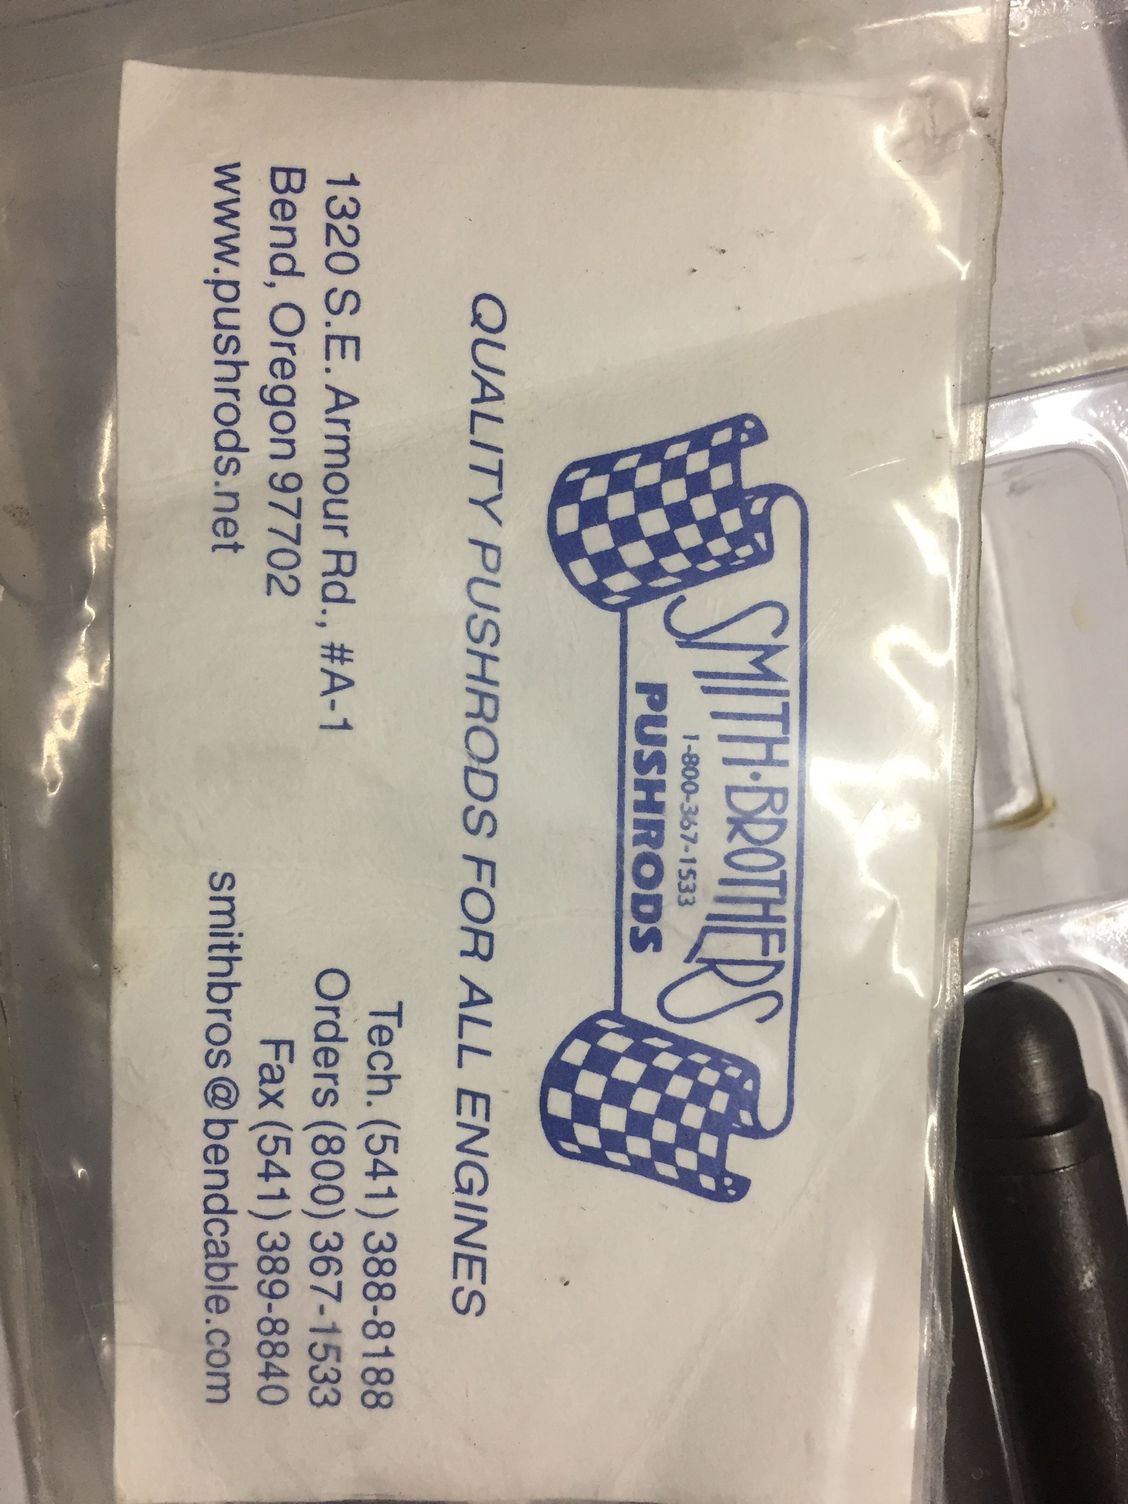 SMITH·BROTHERS
1-800-367-1533
PUSHRODS
QUALITY PUSHRODS FOR ALL ENGINES
Tech. (541) 388-8188
1320 S.E. Armour Rd., #A-1
Orders (800) 367-1533
Bend, Oregon 97702
Fax (541) 389-8840
www.pushrods.net
smithbros@bendcable.com